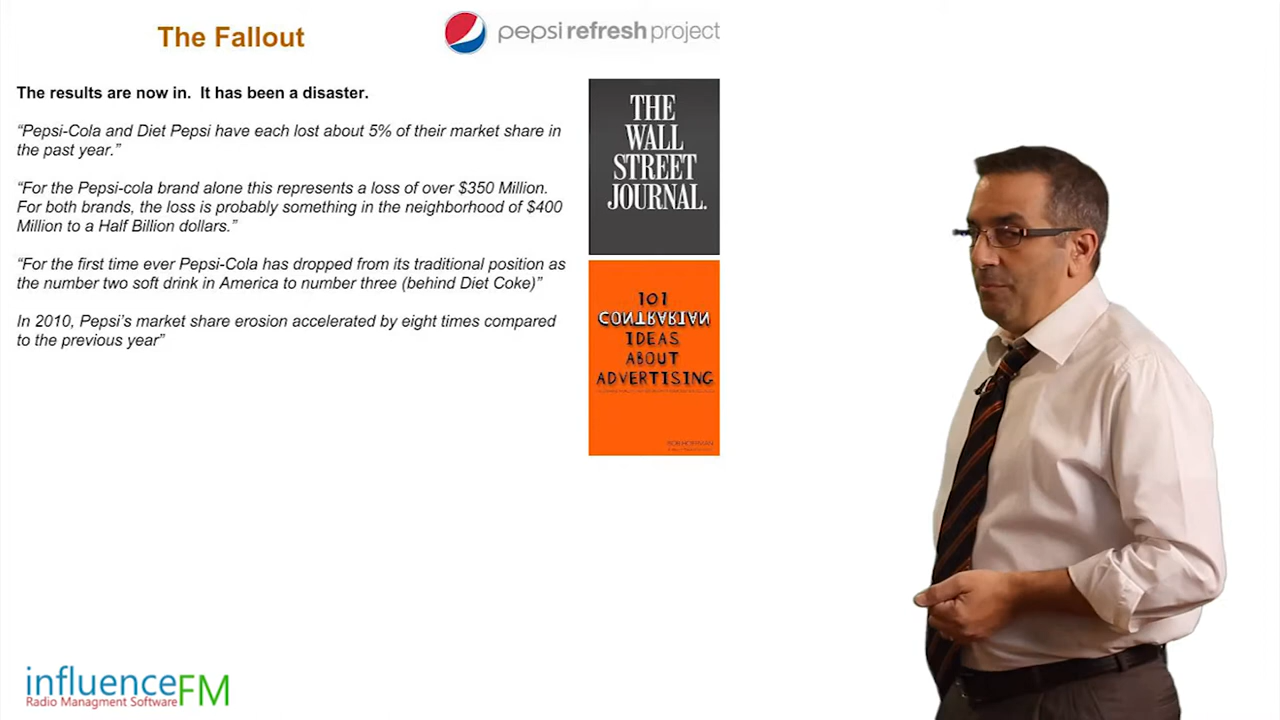 The Fallout
pepsi refresh project
The results are now in. It has been a disaster.
“Pepsi-Cola and Diet Pepsi have each lost about 5% of their market share in
the past year.”
“For the Pepsi-cola brand alone this represents a loss of over $350 Million.
For both brands, the loss is probably something in the neighborhood of $400
Million to a Half Billion dollars.”
“For the first time ever Pepsi-Cola has dropped from its traditional position as
the number two soft drink in America to number three (behind Diet Coke)”
In 2010, Pepsi’s market share erosion accelerated by eight times compared
to the previous year”
THE
WALL
STREET
JOURNAL.
101
CONTRARIAN
IDEAS
ABOUT
ADVERTISING
BOB HOFFMAN
influenceFM
Radio Managment Software